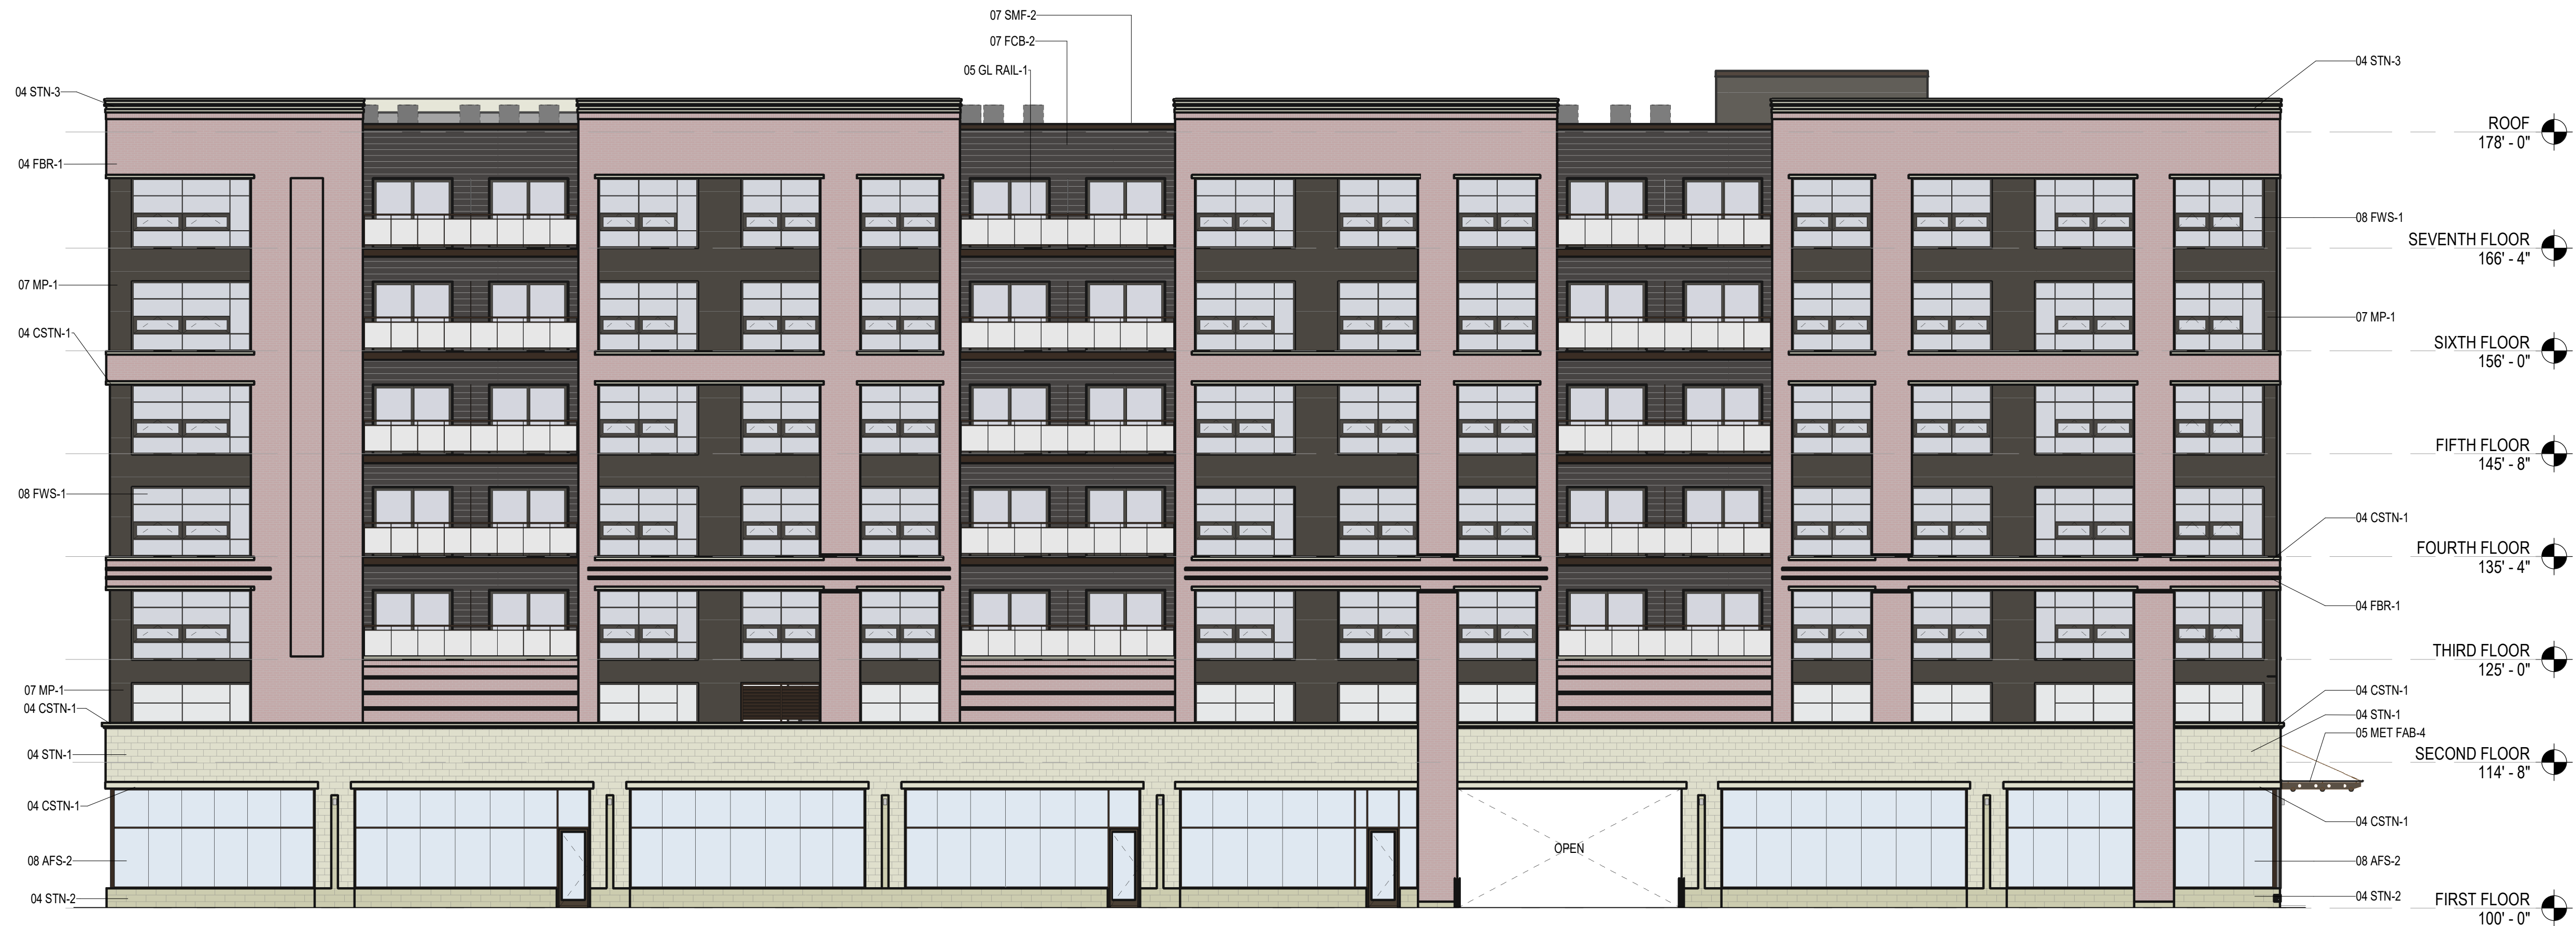 07 SMF-2
07 FCB-2
05 GL RAIL-1
04 STN-3
04 FBR-1
07 MP-1
04 CSTN-1
08 FWS-1
07 MP-1
04 CSTN-1
04 STN-1
04 CSTN-1
08 AFS-2
04 STN-2
OPEN
04 STN-3
08 FWS-1
07 MP-1
04 CSTN-1
04 FBR-1
04 CSTN-1
04 STN-1
05 MET FAB-4
04 CSTN-1
08 AFS-2
04 STN-2
ROOF
178' - 0"
SEVENTH FLOOR
166' - 4"
SIXTH FLOOR
156' - 0"
FIFTH FLOOR
145' - 8"
FOURTH FLOOR
135' - 4"
THIRD FLOOR
125' - 0"
SECOND FLOOR
114' - 8"
FIRST FLOOR
100' - 0"